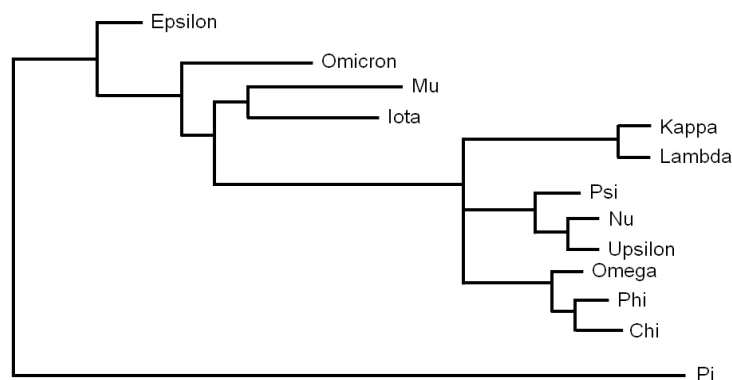 Epsilon
Omicron
Mu
Iota
Kappa
Lambda
Psi
Nu
Upsilon
Omega
Phi
Chi
Pi